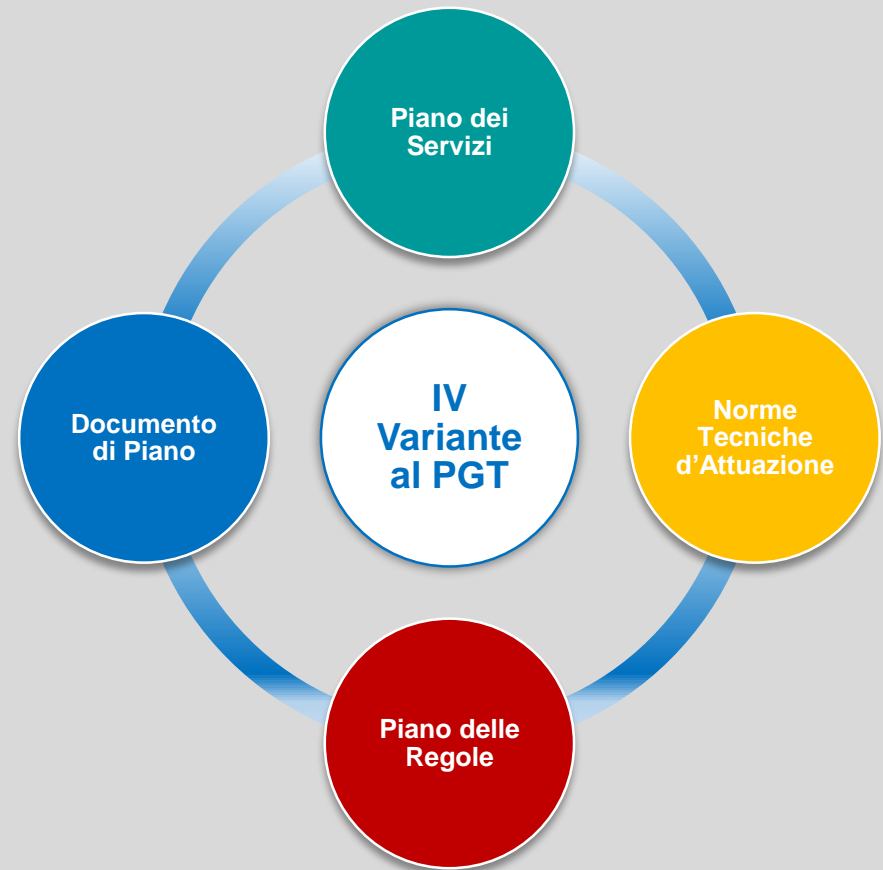 Piano dei
Servizi
Documento
di Piano
IV
Variante
al PGT
Norme
Tecniche
d’Attuazione
Piano delle
Regole